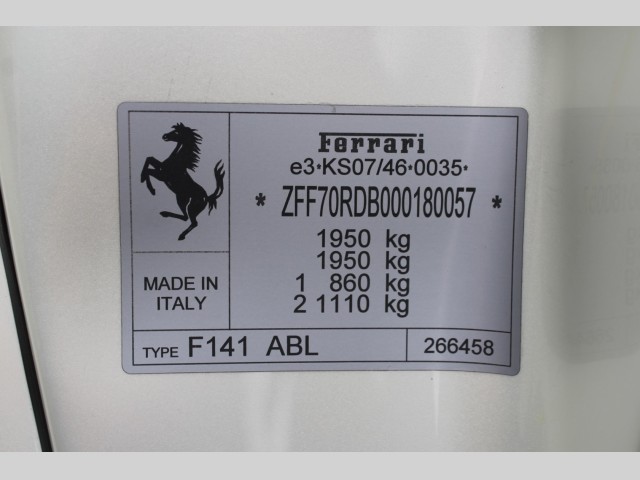 Ferrari
e3*KS07/46*0035*
* ZFF70RDB000180057 *
1950 kg
1950 kg
1 860 kg
2 1110 kg
MADE IN
ITALY
TYPE F141 ABL
266458